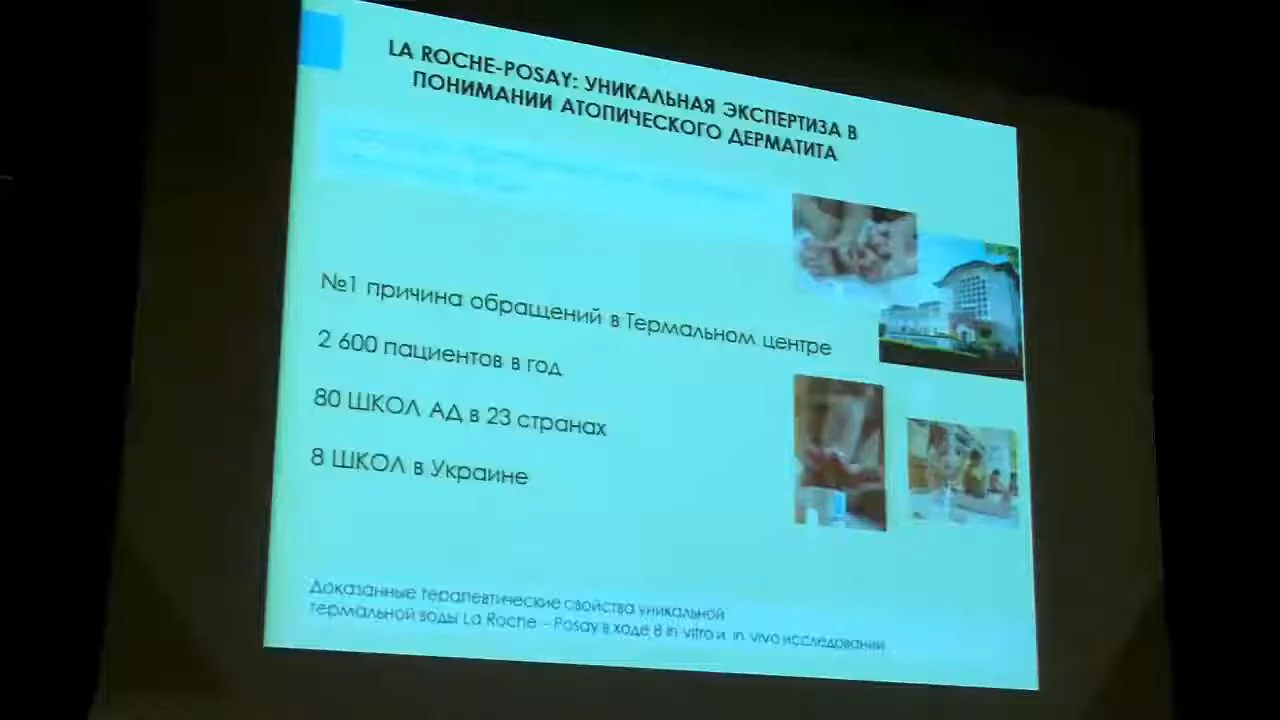 LA ROCHE-POSAY: УНИКАЛЬНАЯ ЭКСПЕРТИЗА В
ПОНИМАНИИ АТОПИЧЕСКОГО ДЕРМАТИТА
№1 причина обращений в Термальном центре
2 600 пациентов в год
80 ШКОЛ АД в 23 странах
8 ШКОЛ в Украине
Доказанные терапевтические свойства уникальной
термальной воды La Roche – Posay в ходе 8 in vitro и in vivo исследований